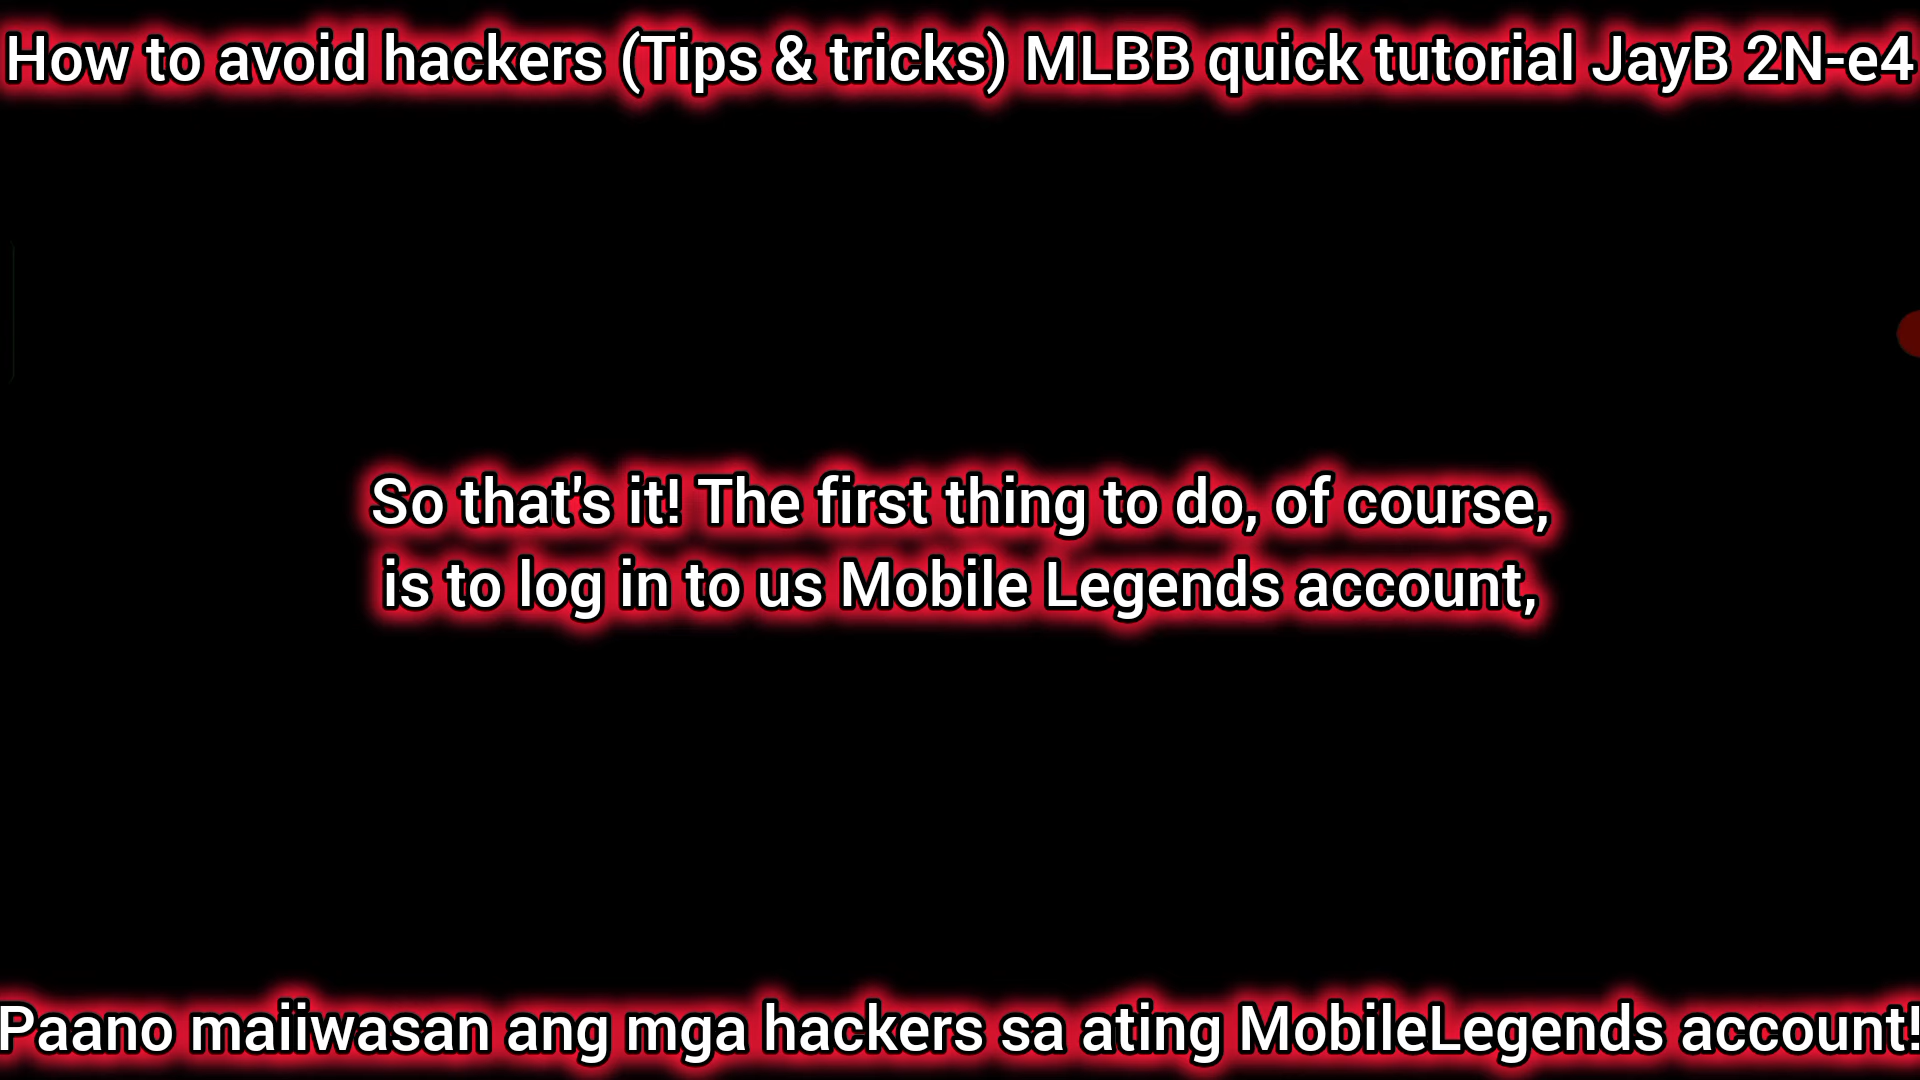 How to avoid hackers (Tips & tricks) MLBB quick tutorial JayB 2N-e4
So that's it! The first thing to do, of course,
is to log in to us Mobile Legends account,
Paano maiiwasan ang mga hackers sa ating MobileLegends account!